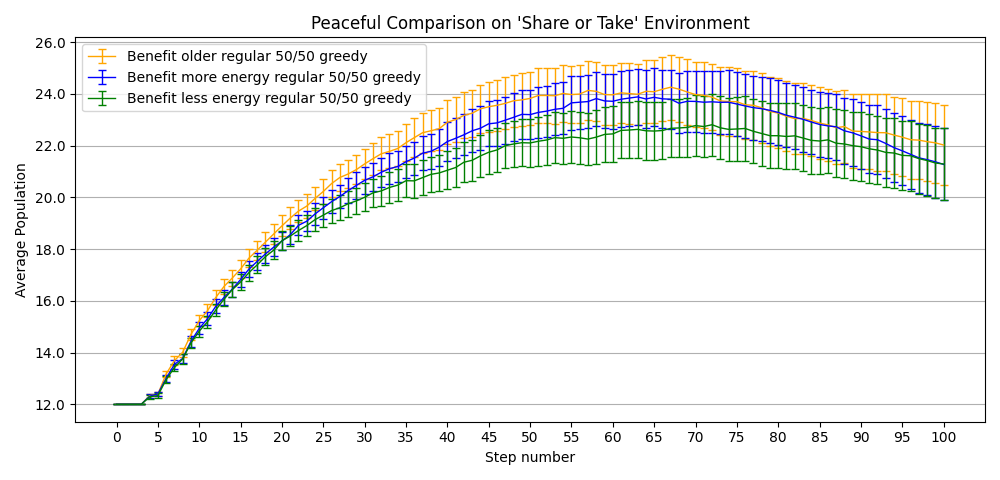 Peaceful Comparison on 'Share or Take' Environment
Benefit older regular 50/50 greedy
Benefit more energy regular 50/50 greedy
Benefit less energy regular 50/50 greedy
Average Population
26.0
24.0
22.0
20.0
18.0
16.0
14.0
12.0
0 5 10 15 20 25 30 35 40 45 50 55 60 65 70 75 80 85 90 95 100
Step number